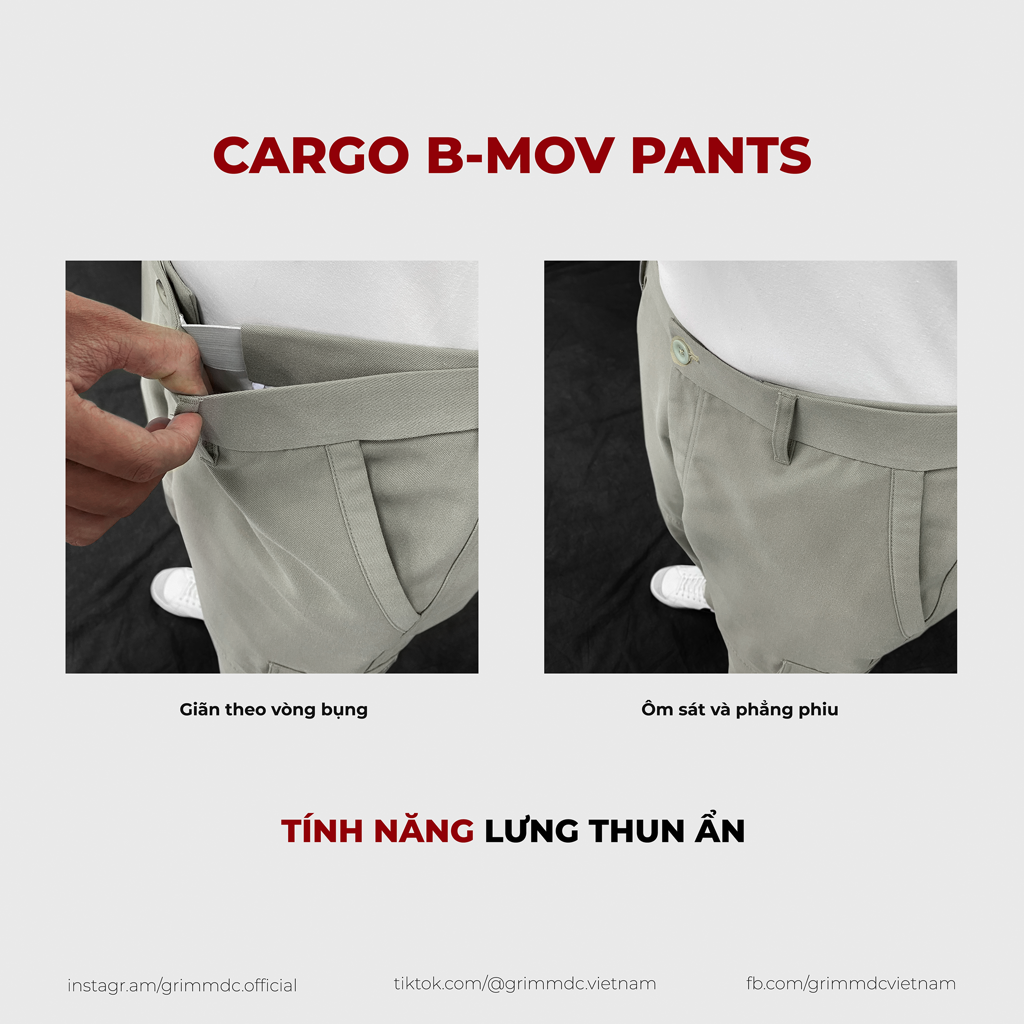 CARGO B-MOV PANTS
Giãn theo vòng bụng
Ôm sát và phẳng phiu
TÍNH NĂNG LƯNG THUN ẨN
instagr.am/grimmdc.official
tiktok.com/@grimmdc.vietnam
fb.com/grimmdcvietnam